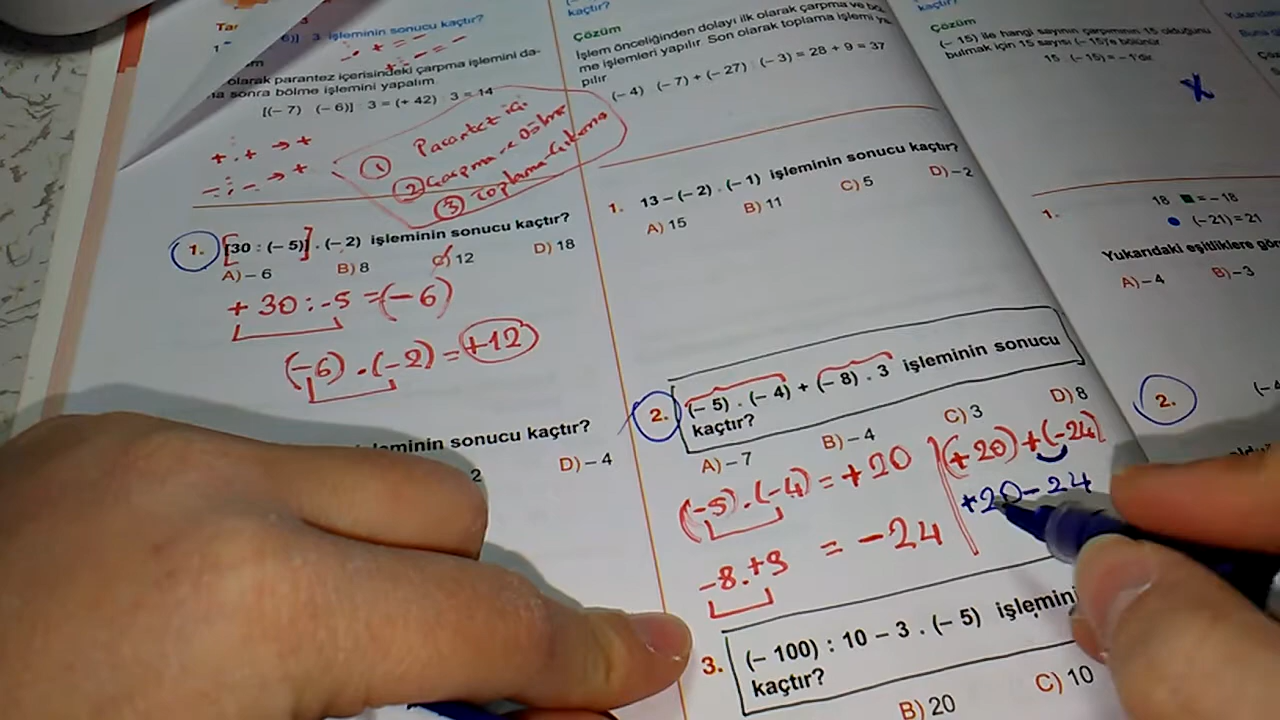 3 işleminin sonucu kaçtır?
olarak parantez içerisindeki çarpma işlemini da-
sonra bölme işlemini yapalım
[(- 7) (- 6)] 3 = (+ 42) 3 = 14
+ . + → +
- : - → +
① Parantez içi
② Çarpma - Bölme
③ Toplama-Çıkarma
1. [30 : (- 5)] . (- 2) işleminin sonucu kaçtır?
A) - 6 B) 8 C) 12 D) 18
+ 30 : -5 = (-6)
(-6) . (-2) = +12
işleminin sonucu kaçtır?
2 D) - 4
kaçtır?
Çözüm
İşlem önceliğinden dolayı ilk olarak çarpma ve böl
me işlemleri yapılır. Son olarak toplama işlemi ya
pılır
(- 4) (- 7) + (- 27) (- 3) = 28 + 9 = 37
1. 13 - (- 2) . (- 1) işleminin sonucu kaçtır?
A) 15 B) 11 C) 5 D) - 2
2. (- 5) . (- 4) + (- 8) . 3 işleminin sonucu
kaçtır?
A) - 7 B) - 4 C) 3 D) 8
(-5) . (-4) = +20
-8 . +3 = -24
(+20) + (-24)
+20 - 24
3. (- 100) : 10 - 3 . (- 5) işlemin
kaçtır?
B) 20 C) 10
kaçtır?
Çözüm
(- 15) ile hangi sayının çarpımının 15 olduğunu
bulmak için 15 sayısı (- 15)'e bölünür
15 (- 15) = - 1'dir
X
1. 18 ■ = - 18
● (- 21) = 21
Yukarıdaki eşitliklere gör
A) - 4 B) - 3
2. (- 4